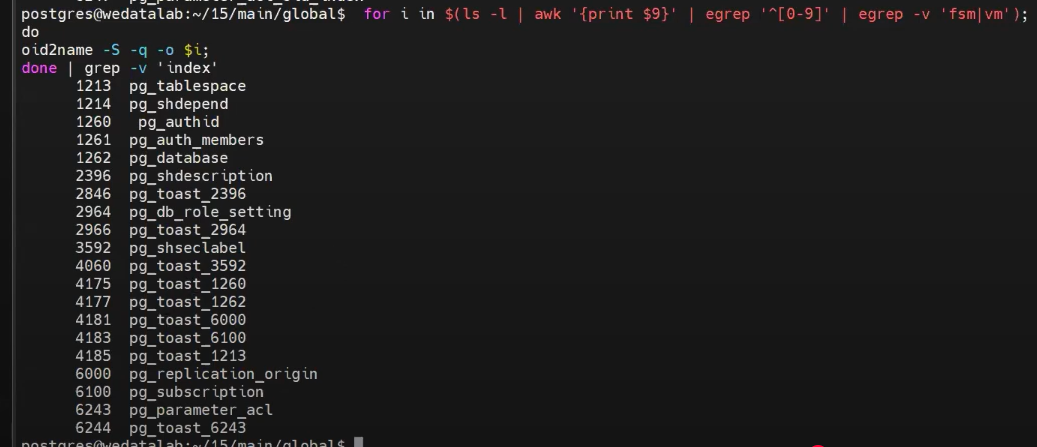 postgres@wedatalab:~/15/main/global$  for i in $(ls -l | awk '{print $9}' | egrep '^[0-9]' | egrep -v 'fsm|vm');
do
oid2name -S -q -o $i;
done | grep -v 'index'
1213  pg_tablespace
1214  pg_shdepend
1260   pg_authid
1261  pg_auth_members
1262  pg_database
2396  pg_shdescription
2846  pg_toast_2396
2964  pg_db_role_setting
2966  pg_toast_2964
3592  pg_shseclabel
4060  pg_toast_3592
4175  pg_toast_1260
4177  pg_toast_1262
4181  pg_toast_6000
4183  pg_toast_6100
4185  pg_toast_1213
6000  pg_replication_origin
6100  pg_subscription
6243  pg_parameter_acl
6244  pg_toast_6243
postgres@wedatalab:~/15/main/global$